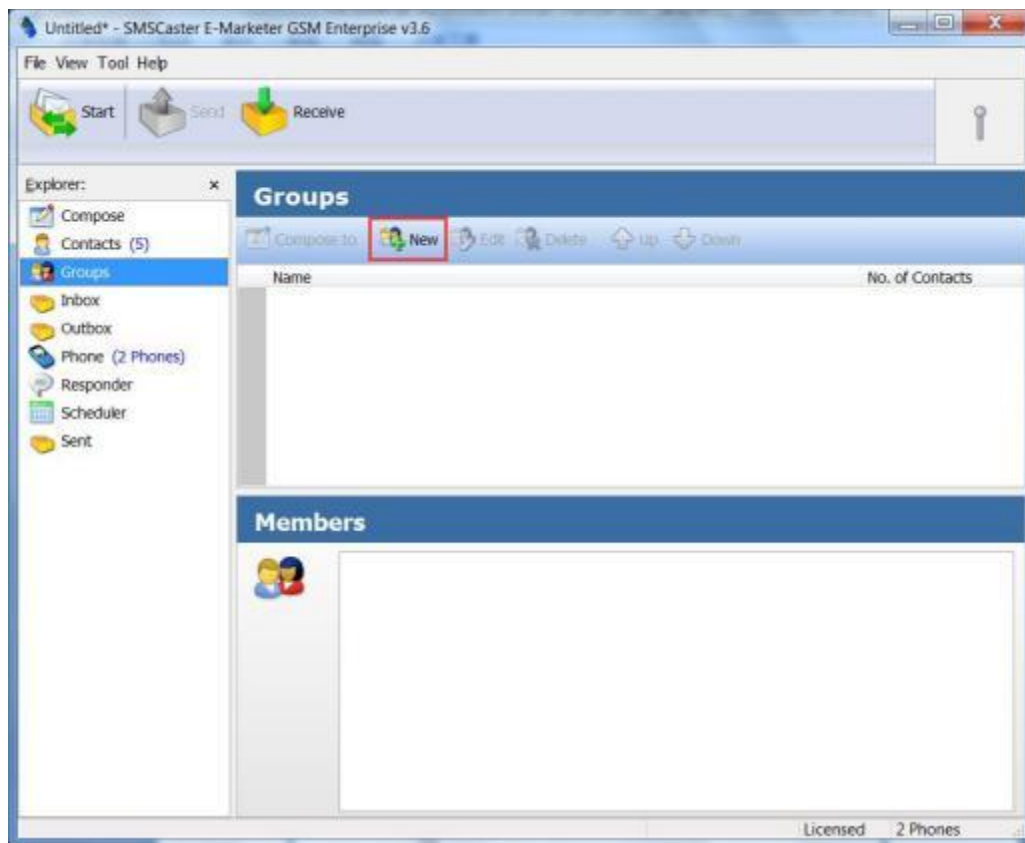 Untitled* - SMSCaster E-Marketer GSM Enterprise v3.6
File View Tool Help
Start Send Receive
Explorer:
Compose
Contacts (5)
Groups
Inbox
Outbox
Phone (2 Phones)
Responder
Scheduler
Sent
Groups
Compose to New Edit Delete Up Down
Name No. of Contacts
Members
Licensed 2 Phones